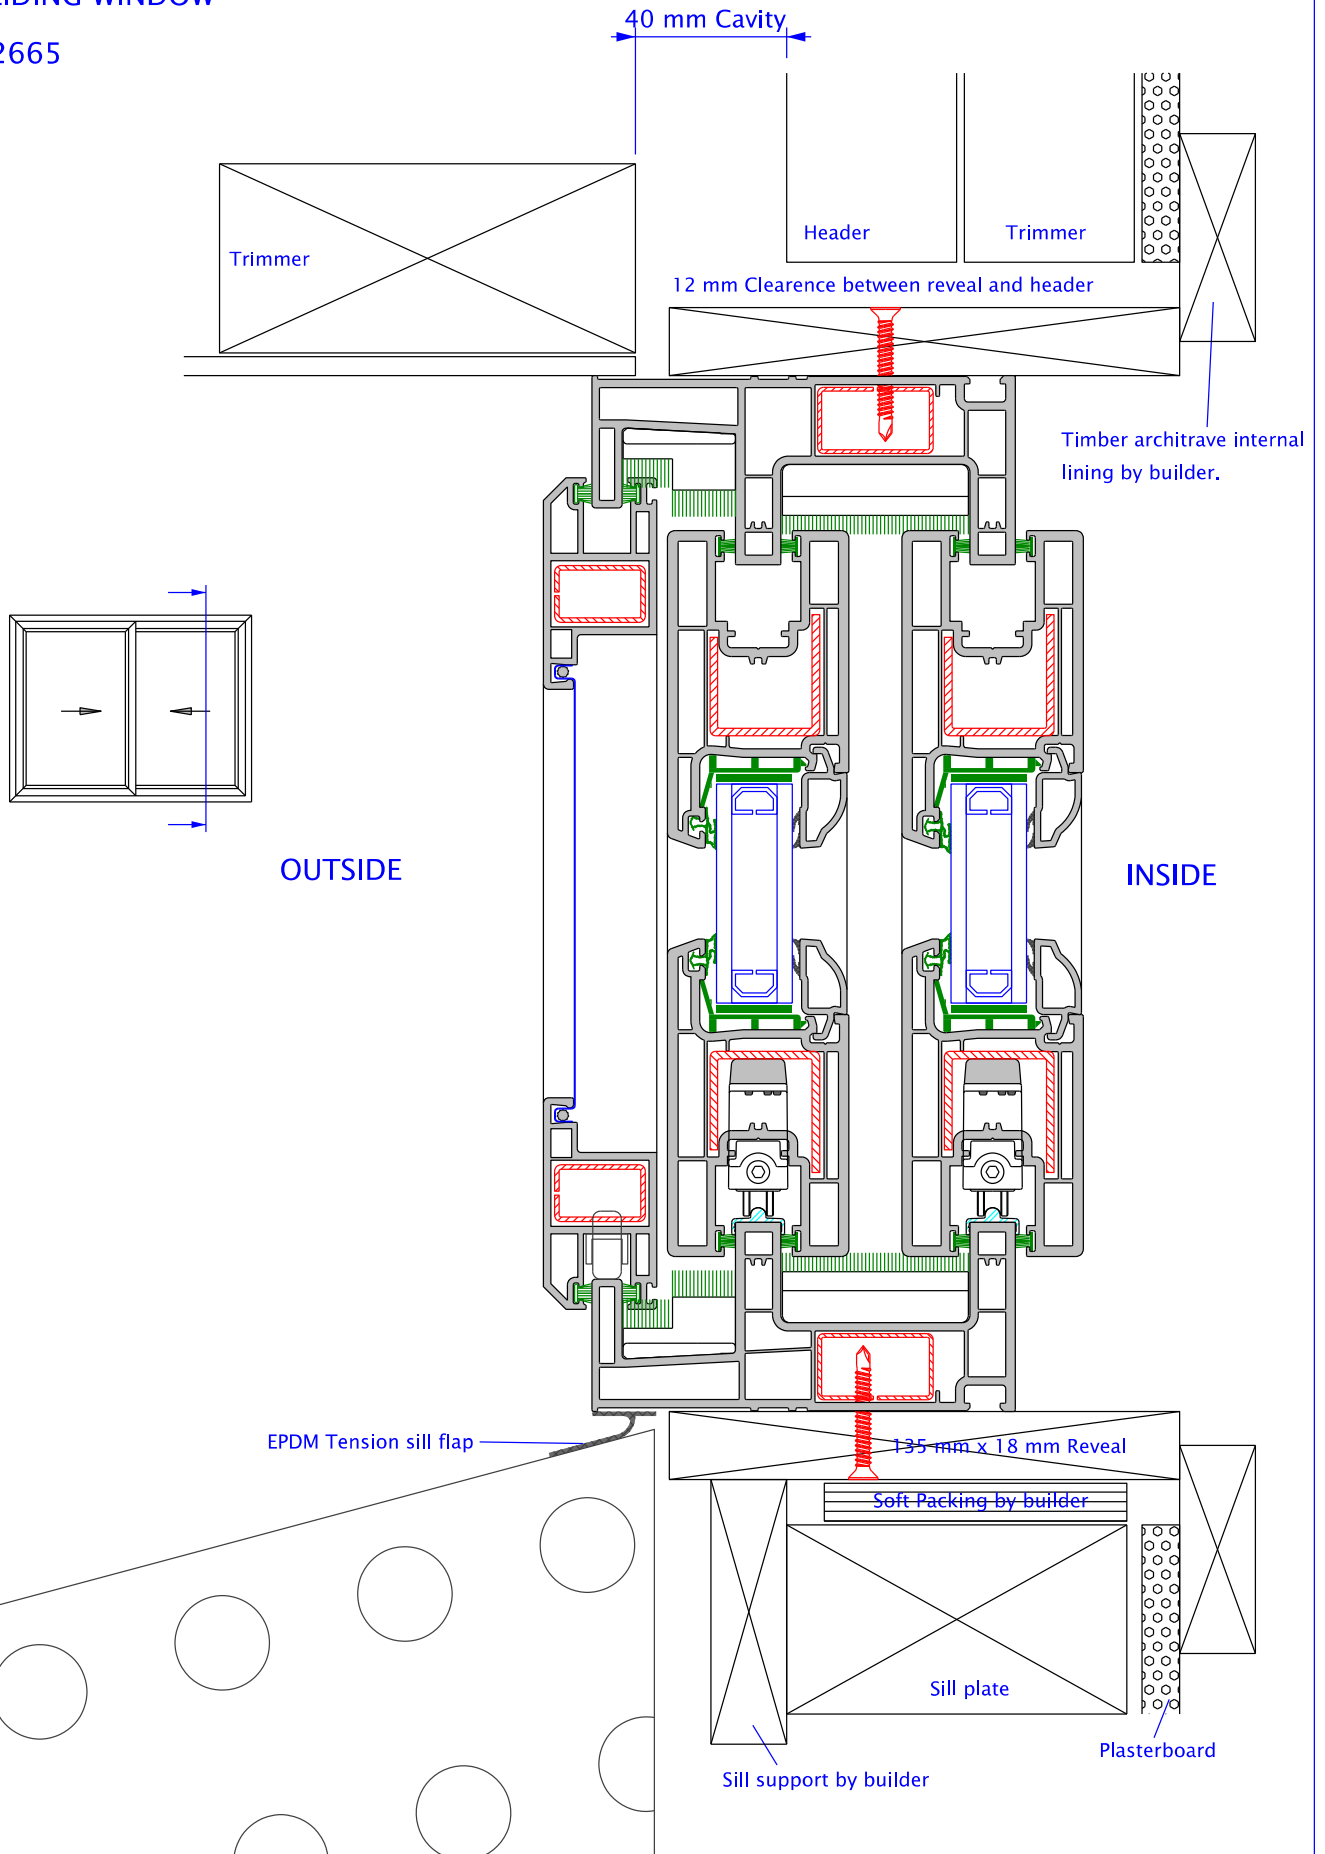 WINDOW
2665
40 mm Cavity
Header
Trimmer
Trimmer
12 mm Clearence between reveal and header
Timber architrave internal
lining by builder.
OUTSIDE
INSIDE
EPDM Tension sill flap
135 mm x 18 mm Reveal
Soft Packing by builder
Sill plate
Plasterboard
Sill support by builder